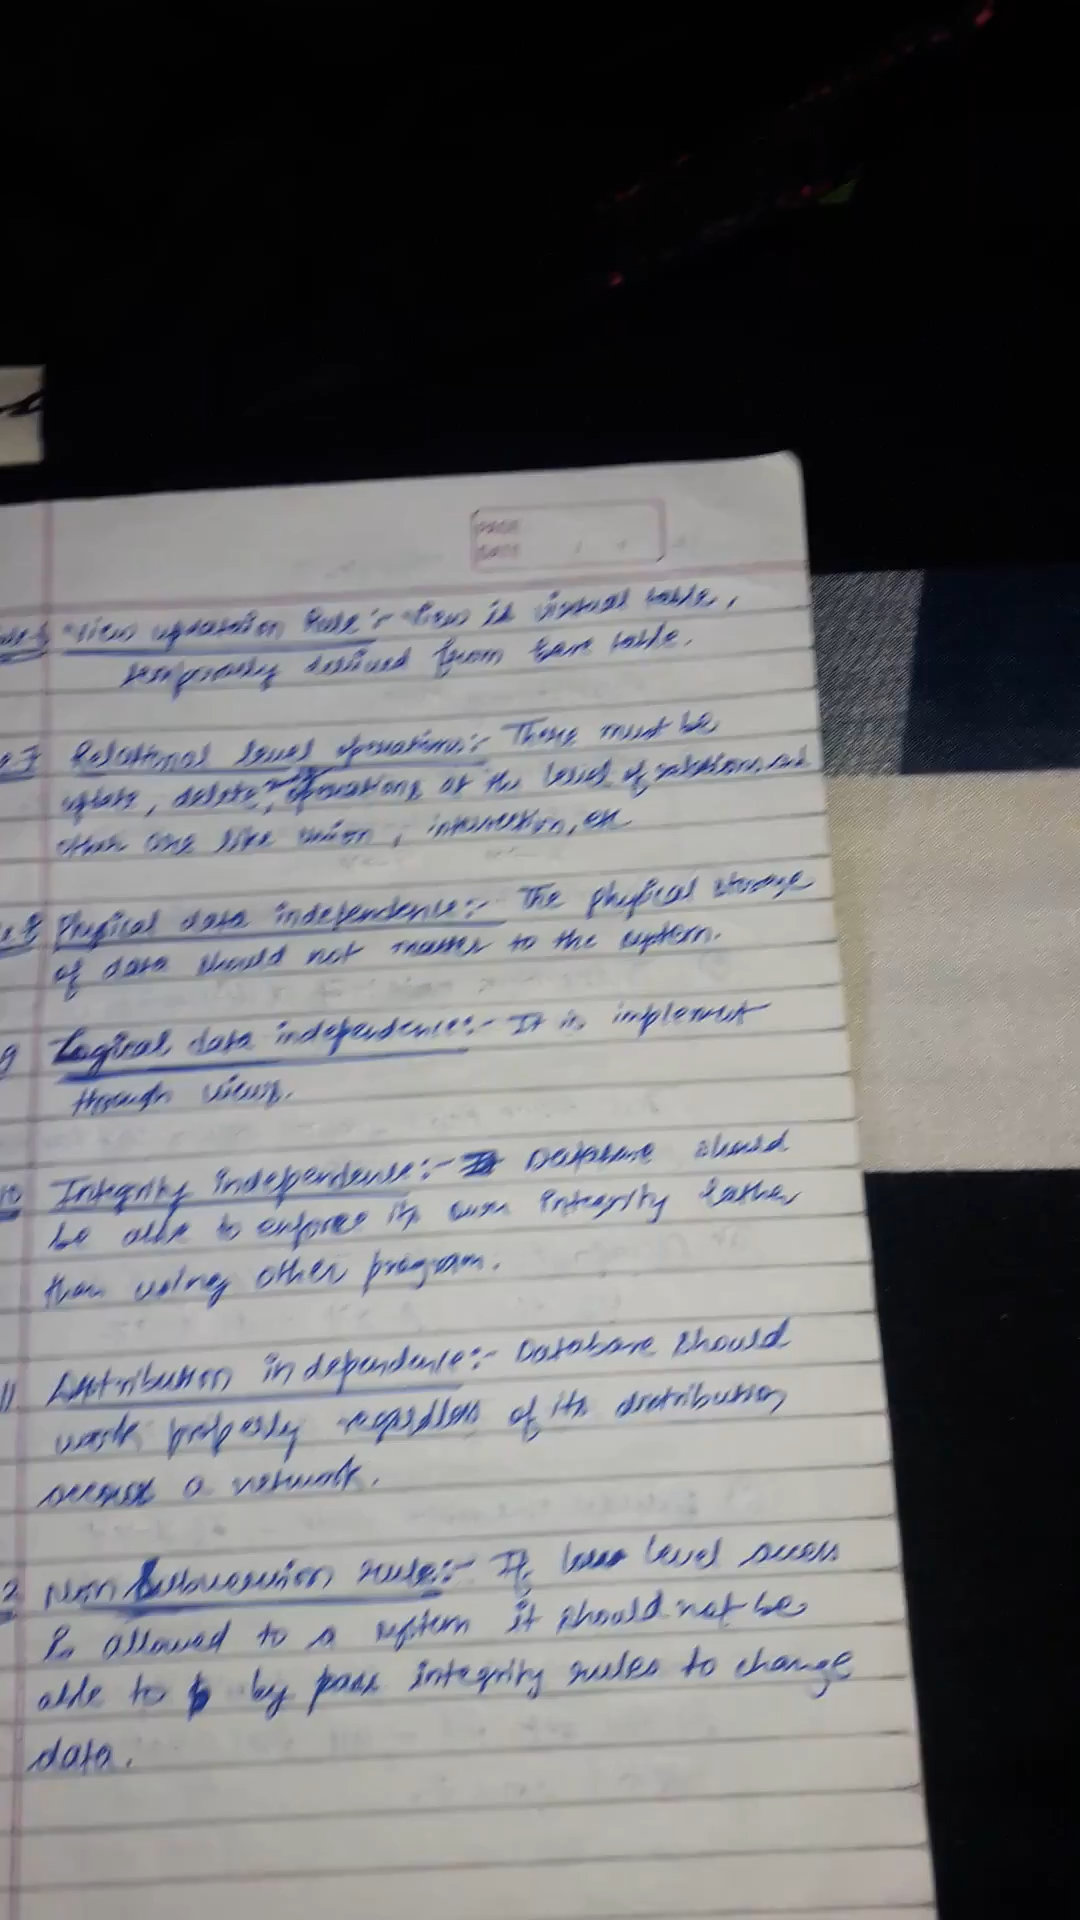 PAGE
DATE
View updation Rule:- View is virtual table,
temporarily derived from base table.
Relational level operations:- There must be
update, delete, operations at the level of relations and
other one like union, intersection, etc
Physical data independence:- The physical storage
of data should not matter to the system.
9 Logical data independence:- It is implement
through views.
10 Integrity independence:- Database should
be able to enforce its own integrity rather
than using other program.
11. Distribution independence:- Database should
work properly regardless of its distribution
across a network.
Non Subversion rule:- If low level access
is allowed to a system it should not be
able to by pass integrity rules to change
data.